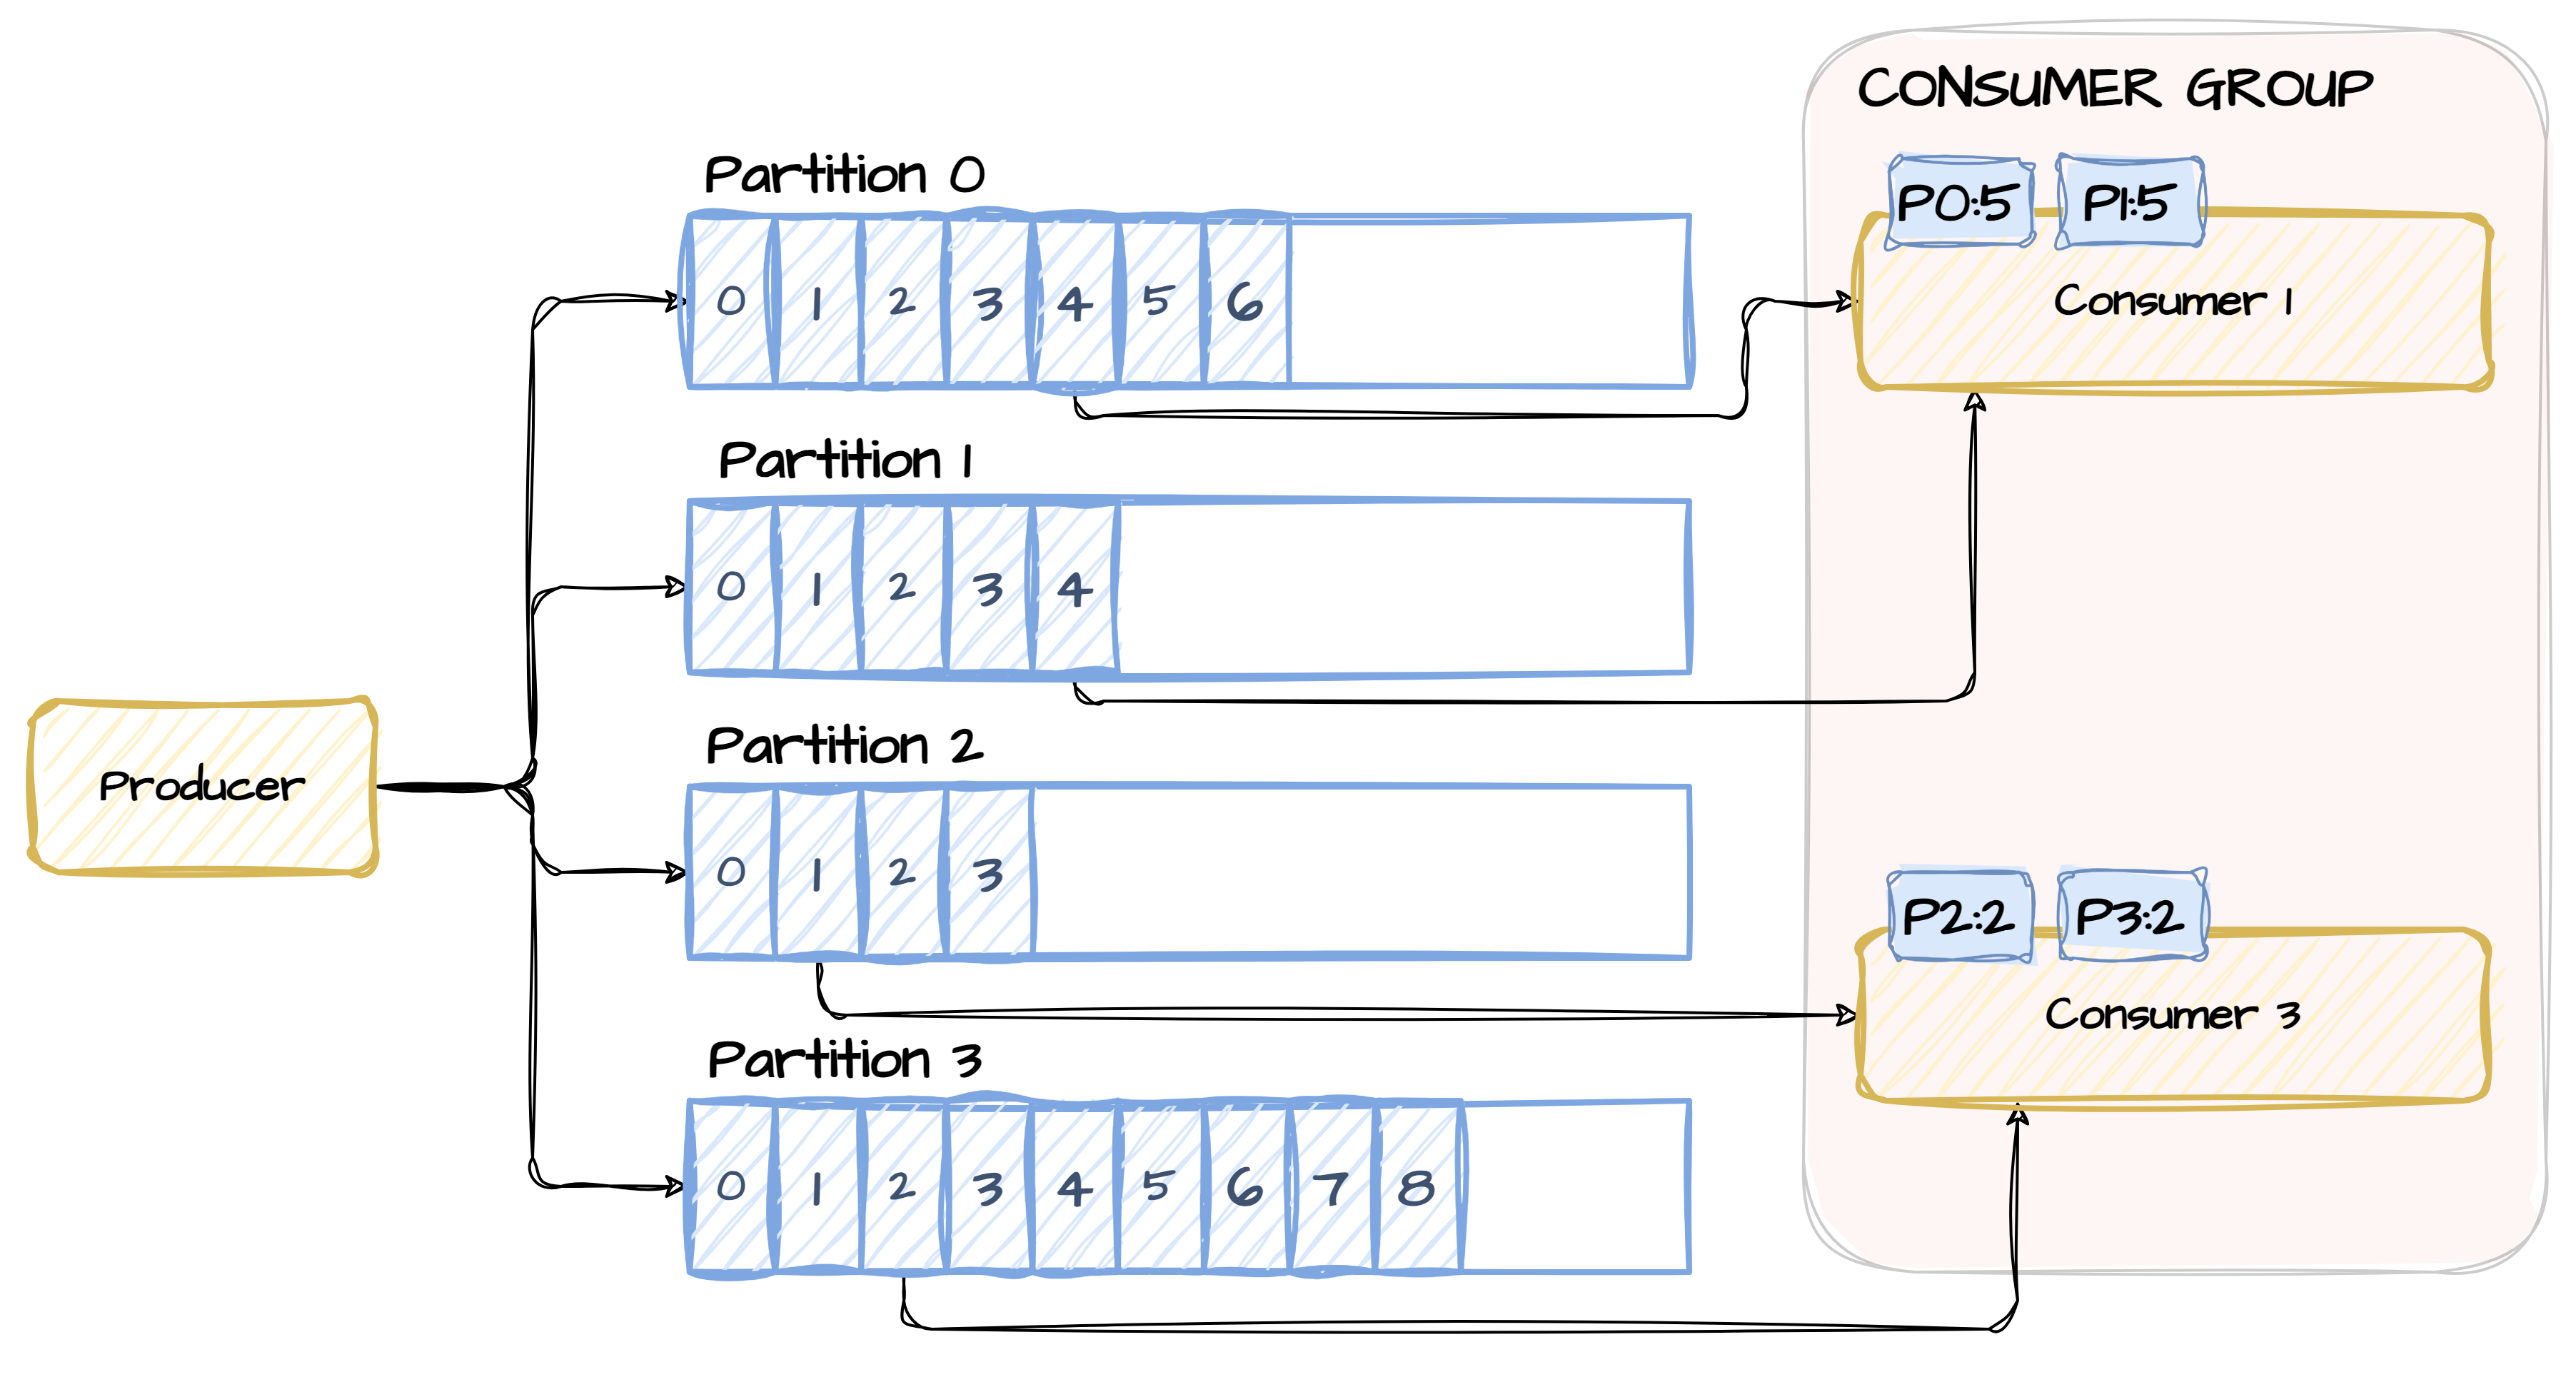 CONSUMER GROUP
Partition 0
P0:5 P1:5
0 1 2 3 4 5 6
Consumer 1
Partition 1
0 1 2 3 4
Partition 2
Producer
0 1 2 3
P2:2 P3:2
Consumer 3
Partition 3
0 1 2 3 4 5 6 7 8